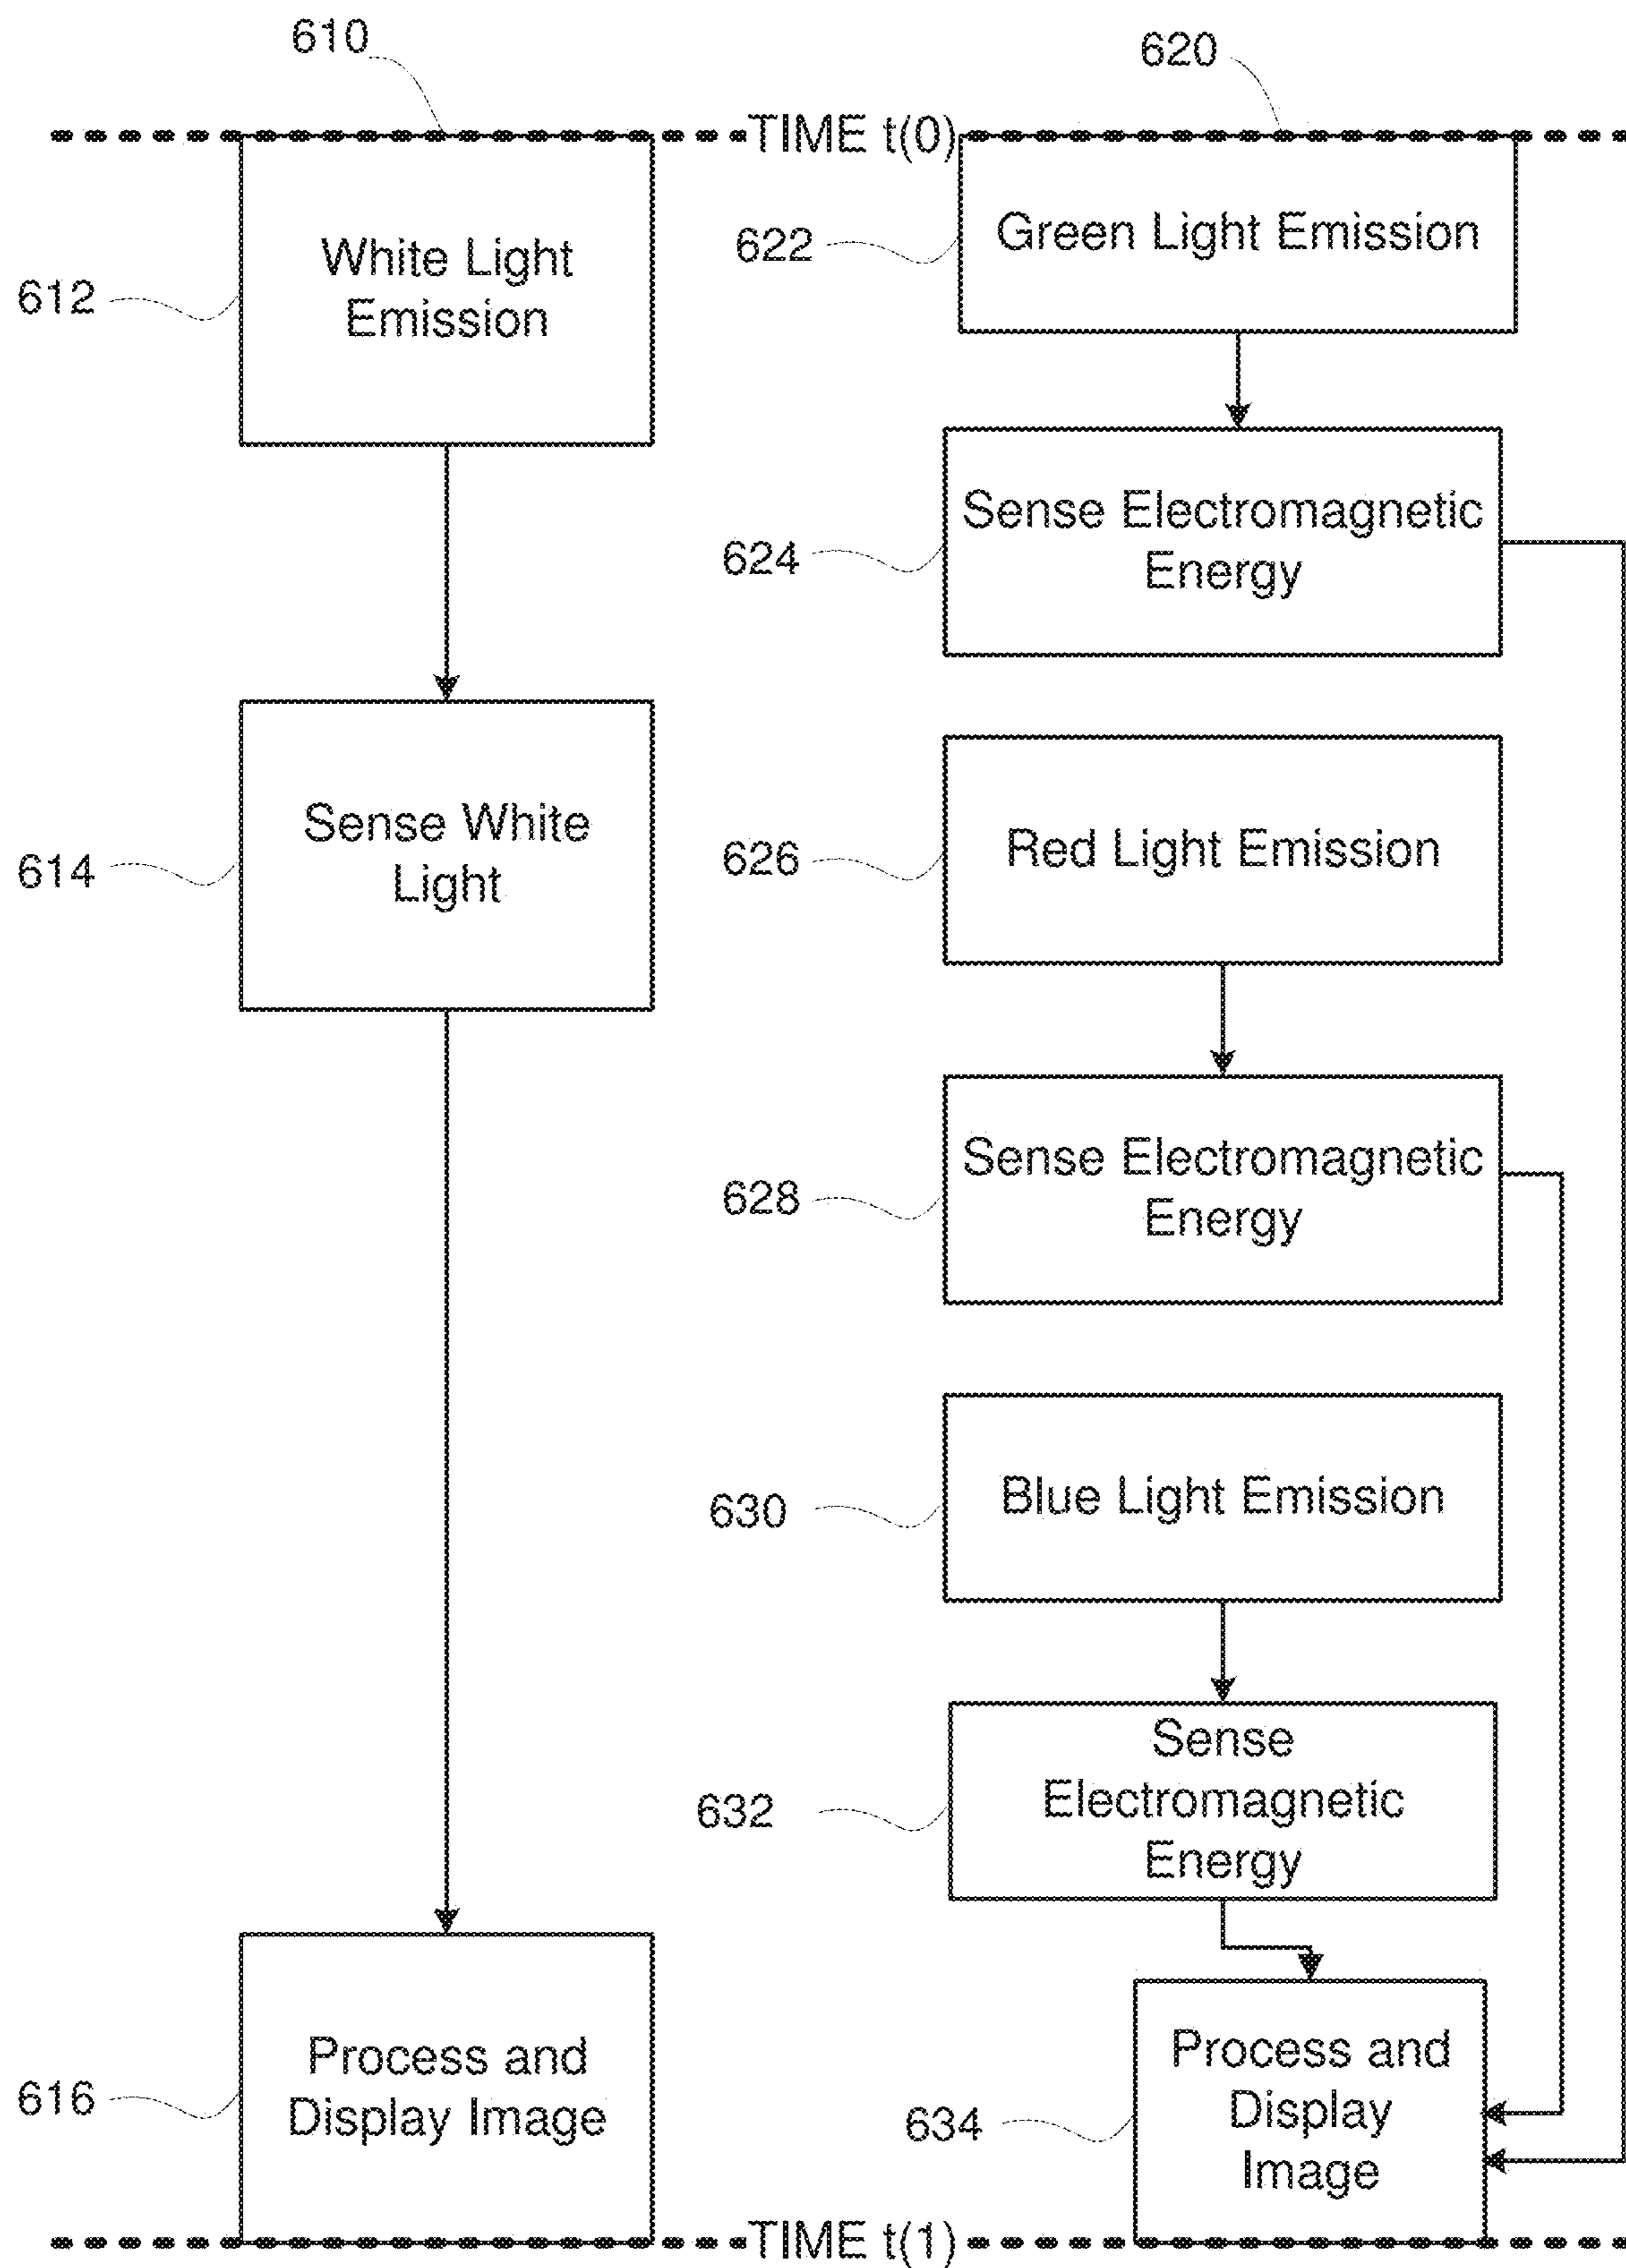 610
620
TIME t(0)
612
White Light
Emission
622
Green Light Emission
624
Sense Electromagnetic
Energy
614
Sense White
Light
626
Red Light Emission
628
Sense Electromagnetic
Energy
630
Blue Light Emission
632
Sense
Electromagnetic
Energy
616
Process and
Display Image
634
Process and
Display
Image
TIME t(1)